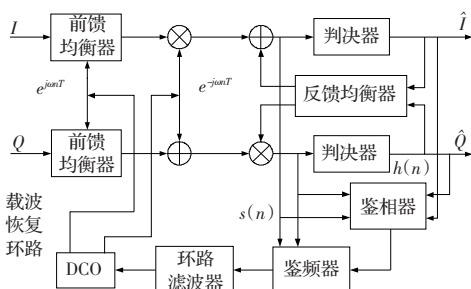 I
前馈
均衡器
判决器
Î
e^{jωnT}
e^{-jωnT}
反馈均衡器
Q
前馈
均衡器
判决器
Q̂
h(n)
载波
恢复
环路
s(n)
鉴相器
DCO
环路
滤波器
鉴频器